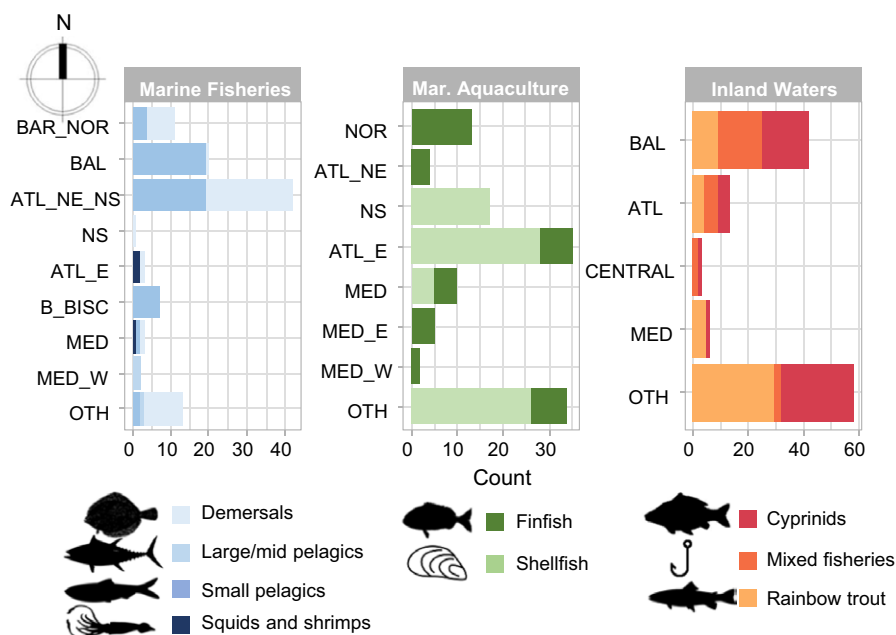 N
Marine Fisheries
BAR_NOR
BAL
ATL_NE_NS
NS
ATL_E
B_BISC
MED
MED_W
OTH
0 10 20 30 40
Mar. Aquaculture
NOR
ATL_NE
NS
ATL_E
MED
MED_E
MED_W
OTH
0 10 20 30
Count
Inland Waters
BAL
ATL
CENTRAL
MED
OTH
0 20 40 60
Demersals
Large/mid pelagics
Small pelagics
Squids and shrimps
Finfish
Shellfish
Cyprinids
Mixed fisheries
Rainbow trout